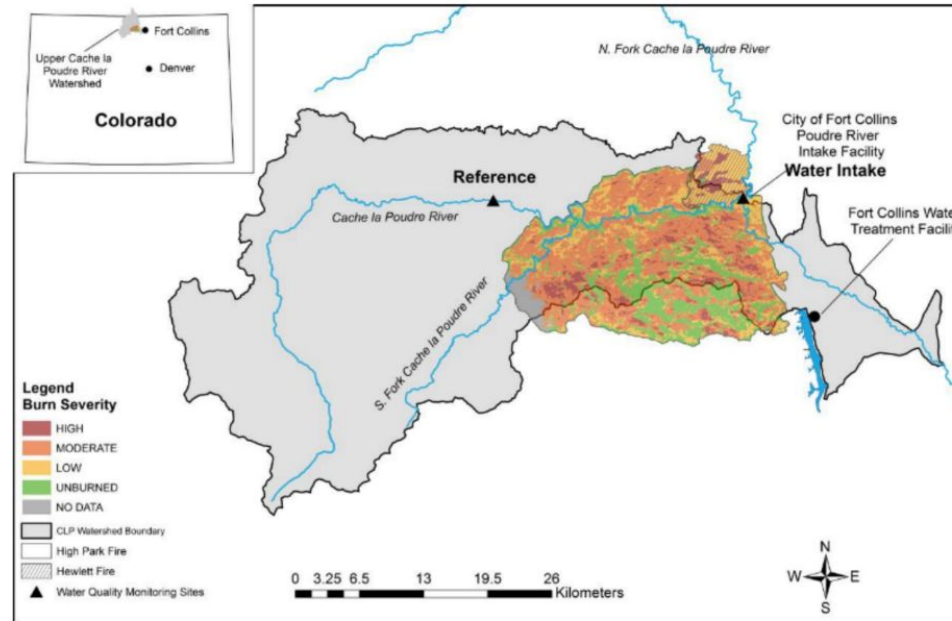 Fort Collins
Upper Cache la
Poudre River
Watershed
Denver
Colorado
N. Fork Cache la Poudre River
City of Fort Collins
Poudre River
Intake Facility
Water Intake
Reference
Cache la Poudre River
Fort Collins Wate
Treatment Facili
S. Fork Cache la Poudre River
Legend
Burn Severity
HIGH
MODERATE
LOW
UNBURNED
NO DATA
CLP Watershed Boundary
High Park Fire
Hewlett Fire
Water Quality Monitoring Sites
0 3.25 6.5 13 19.5 26
Kilometers
N
W E
S